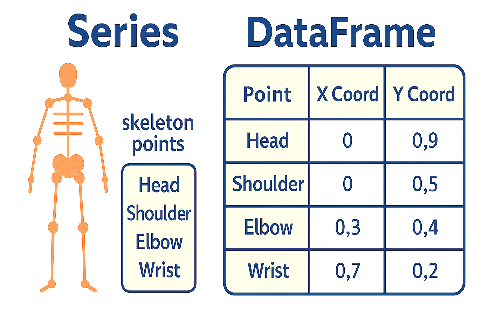 Series
skeleton
points
Head
Shoulder
Elbow
Wrist
DataFrame
Point X Coord Y Coord
Head 0 0,9
Shoulder 0 0,5
Elbow 0,3 0,4
Wrist 0,7 0,2